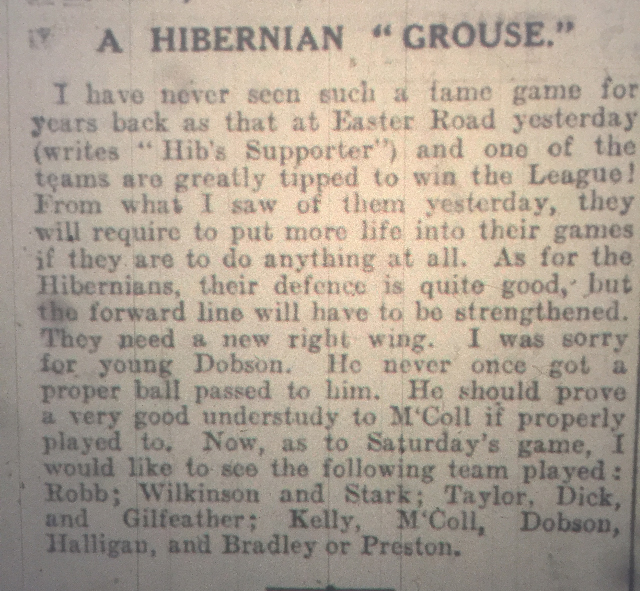 A HIBERNIAN “GROUSE.”
I have never seen such a tame game for
years back as that at Easter Road yesterday
(writes “Hib's Supporter”) and one of the
teams are greatly tipped to win the League!
From what I saw of them yesterday, they
will require to put more life into their games
if they are to do anything at all. As for the
Hibernians, their defence is quite good, but
the forward line will have to be strengthened.
They need a new right wing. I was sorry
for young Dobson. He never once got a
proper ball passed to him. He should prove
a very good understudy to M‘Coll if properly
played to. Now, as to Saturday's game, I
would like to see the following team played:
Robb; Wilkinson and Stark; Taylor, Dick,
and Gilfeather; Kelly, M‘Coll, Dobson,
Halligan, and Bradley or Preston.